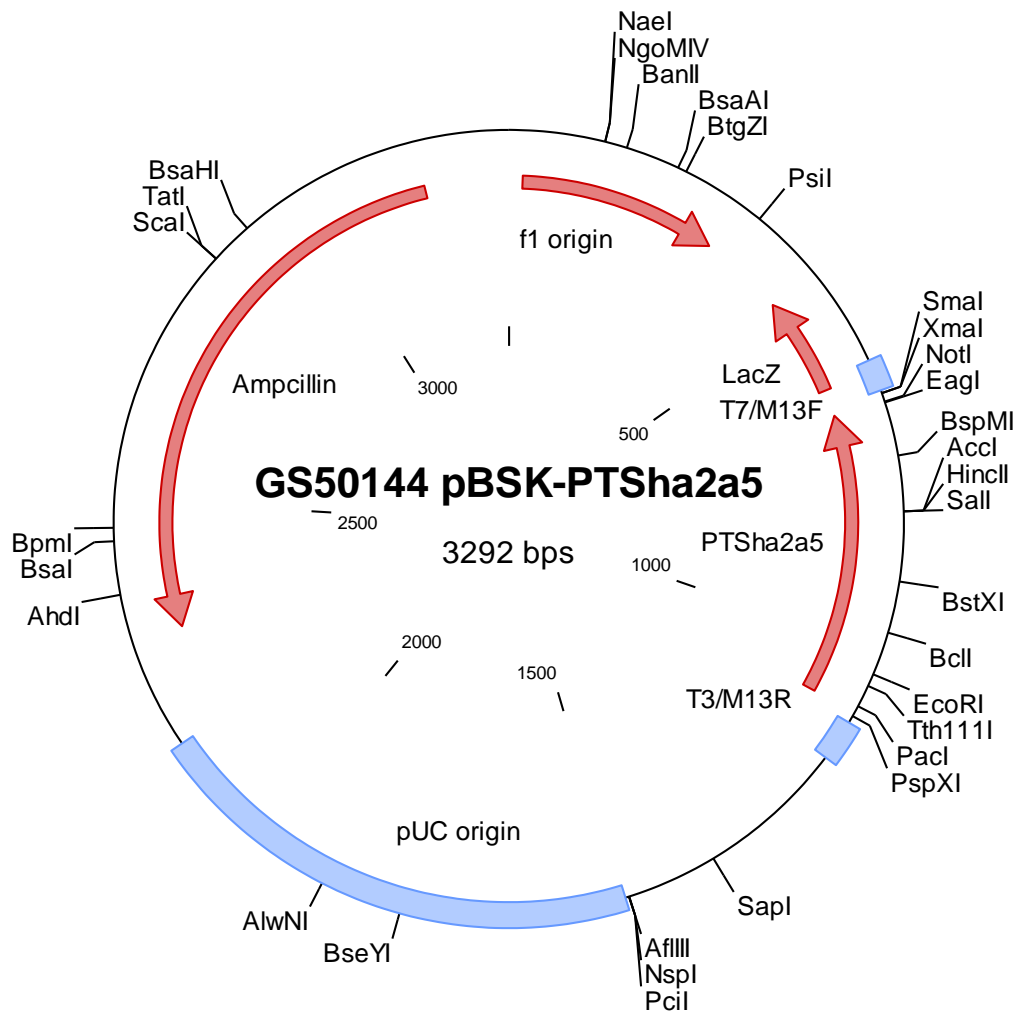 NaeI
NgoMIV
BanII
BsaAI
BtgZI
PsiI
BsaHI
TatI
ScaI
f1 origin
SmaI
XmaI
NotI
EagI
Ampcillin
3000
LacZ
T7/M13F
500
BspMI
AccI
HincII
SalI
GS50144 pBSK-PTSha2a5
2500
3292 bps
PTSha2a5
1000
BpmI
BsaI
AhdI
BstXI
BclI
2000
1500
T3/M13R
EcoRI
Tth111I
PacI
PspXI
pUC origin
SapI
AlwNI
BseYI
AflIII
NspI
PciI